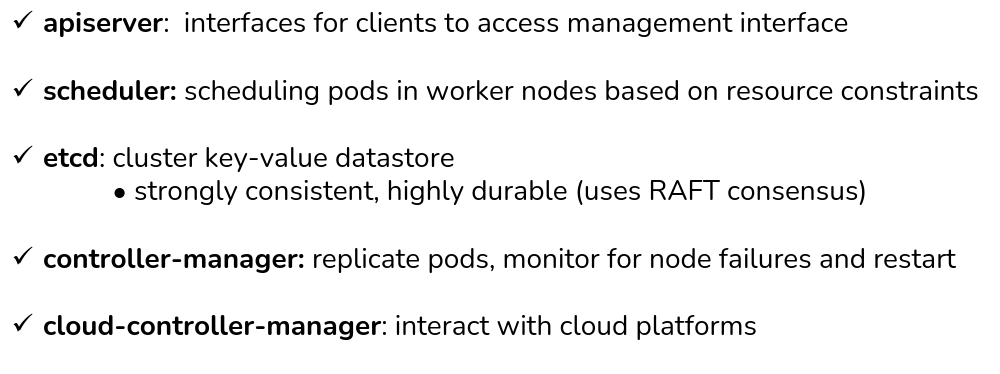 ✓ apiserver: interfaces for clients to access management interface
✓ scheduler: scheduling pods in worker nodes based on resource constraints
✓ etcd: cluster key-value datastore
• strongly consistent, highly durable (uses RAFT consensus)
✓ controller-manager: replicate pods, monitor for node failures and restart
✓ cloud-controller-manager: interact with cloud platforms